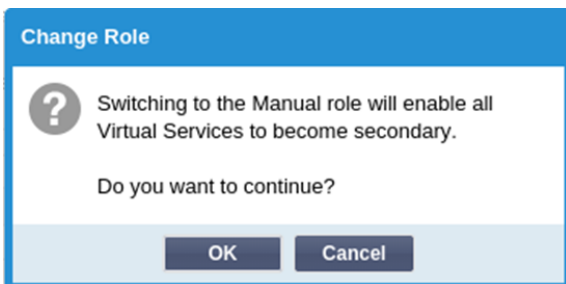 Change Role
?
Switching to the Manual role will enable all
Virtual Services to become secondary.
Do you want to continue?
OK
Cancel